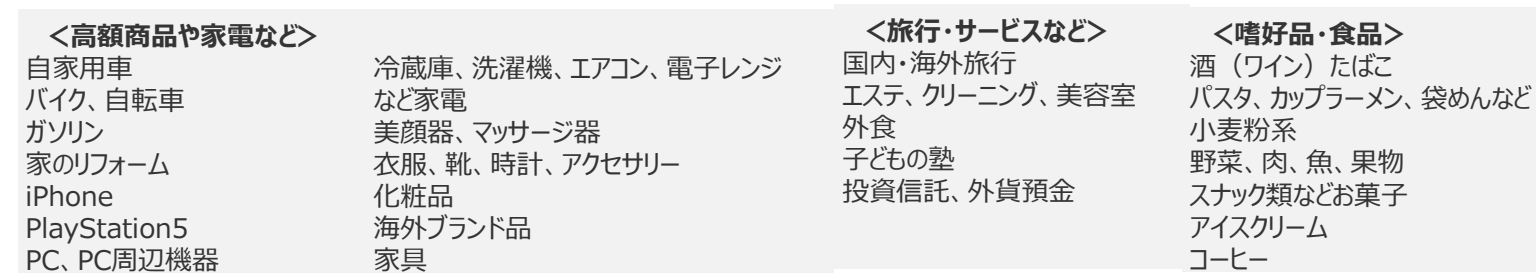 <高額商品や家電など>
自家用車
バイク、自転車
ガソリン
家のリフォーム
iPhone
PlayStation5
PC、PC周辺機器
冷蔵庫、洗濯機、エアコン、電子レンジ
など家電
美顔器、マッサージ器
衣服、靴、時計、アクセサリー
化粧品
海外ブランド品
家具
<旅行・サービスなど>
国内・海外旅行
エステ、クリーニング、美容室
外食
子どもの塾
投資信託、外貨預金
<嗜好品・食品>
酒（ワイン）たばこ
パスタ、カップラーメン、袋めんなど
小麦粉系
野菜、肉、魚、果物
スナック類などお菓子
アイスクリーム
コーヒー